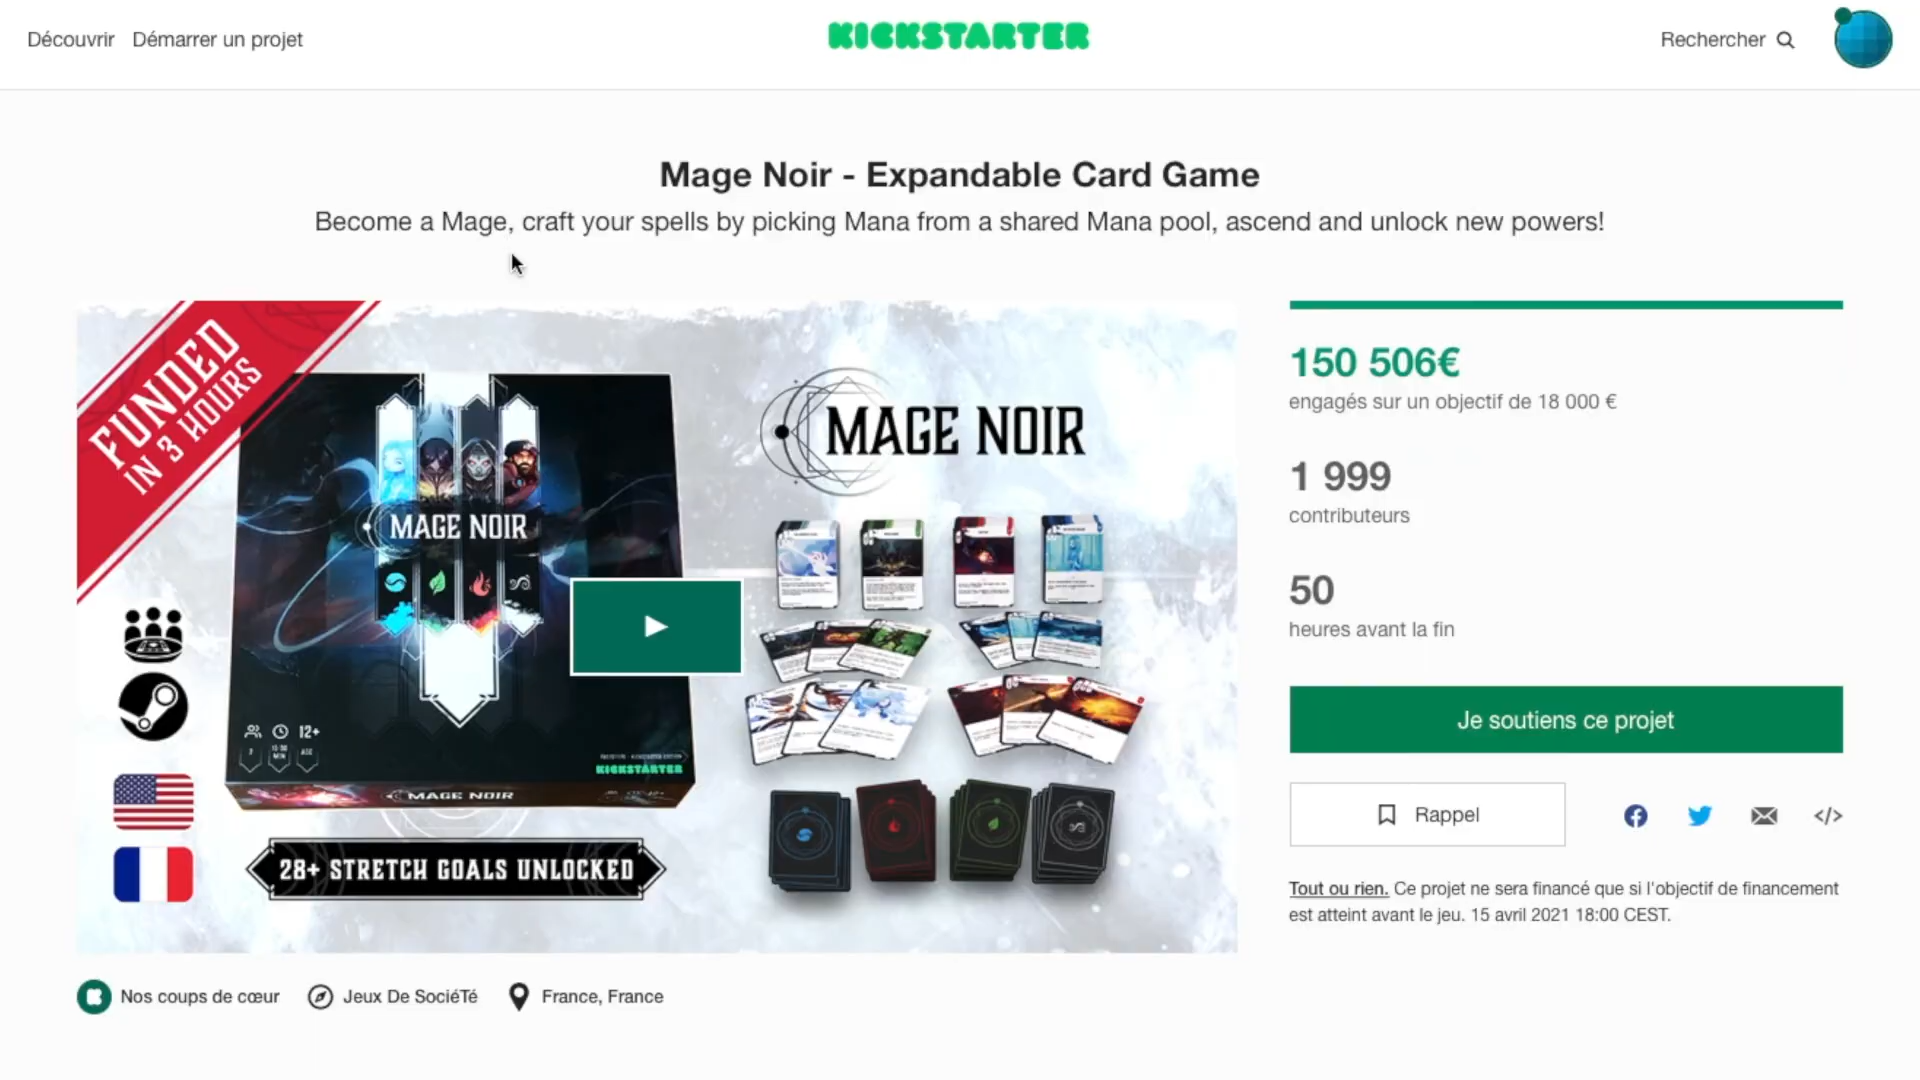 Découvrir
Démarrer un projet
KICKSTARTER
Rechercher
Mage Noir - Expandable Card Game
Become a Mage, craft your spells by picking Mana from a shared Mana pool, ascend and unlock new powers!
FUNDED
IN 3 HOURS
MAGE NOIR
12+
AGE
KICKSTARTER
MAGE NOIR
28+ STRETCH GOALS UNLOCKED
MAGE NOIR
150 506€
engagés sur un objectif de 18 000 €
1 999
contributeurs
50
heures avant la fin
Je soutiens ce projet
Rappel
Tout ou rien. Ce projet ne sera financé que si l'objectif de financement
est atteint avant le jeu. 15 avril 2021 18:00 CEST.
Nos coups de cœur
Jeux De SociéTé
France, France